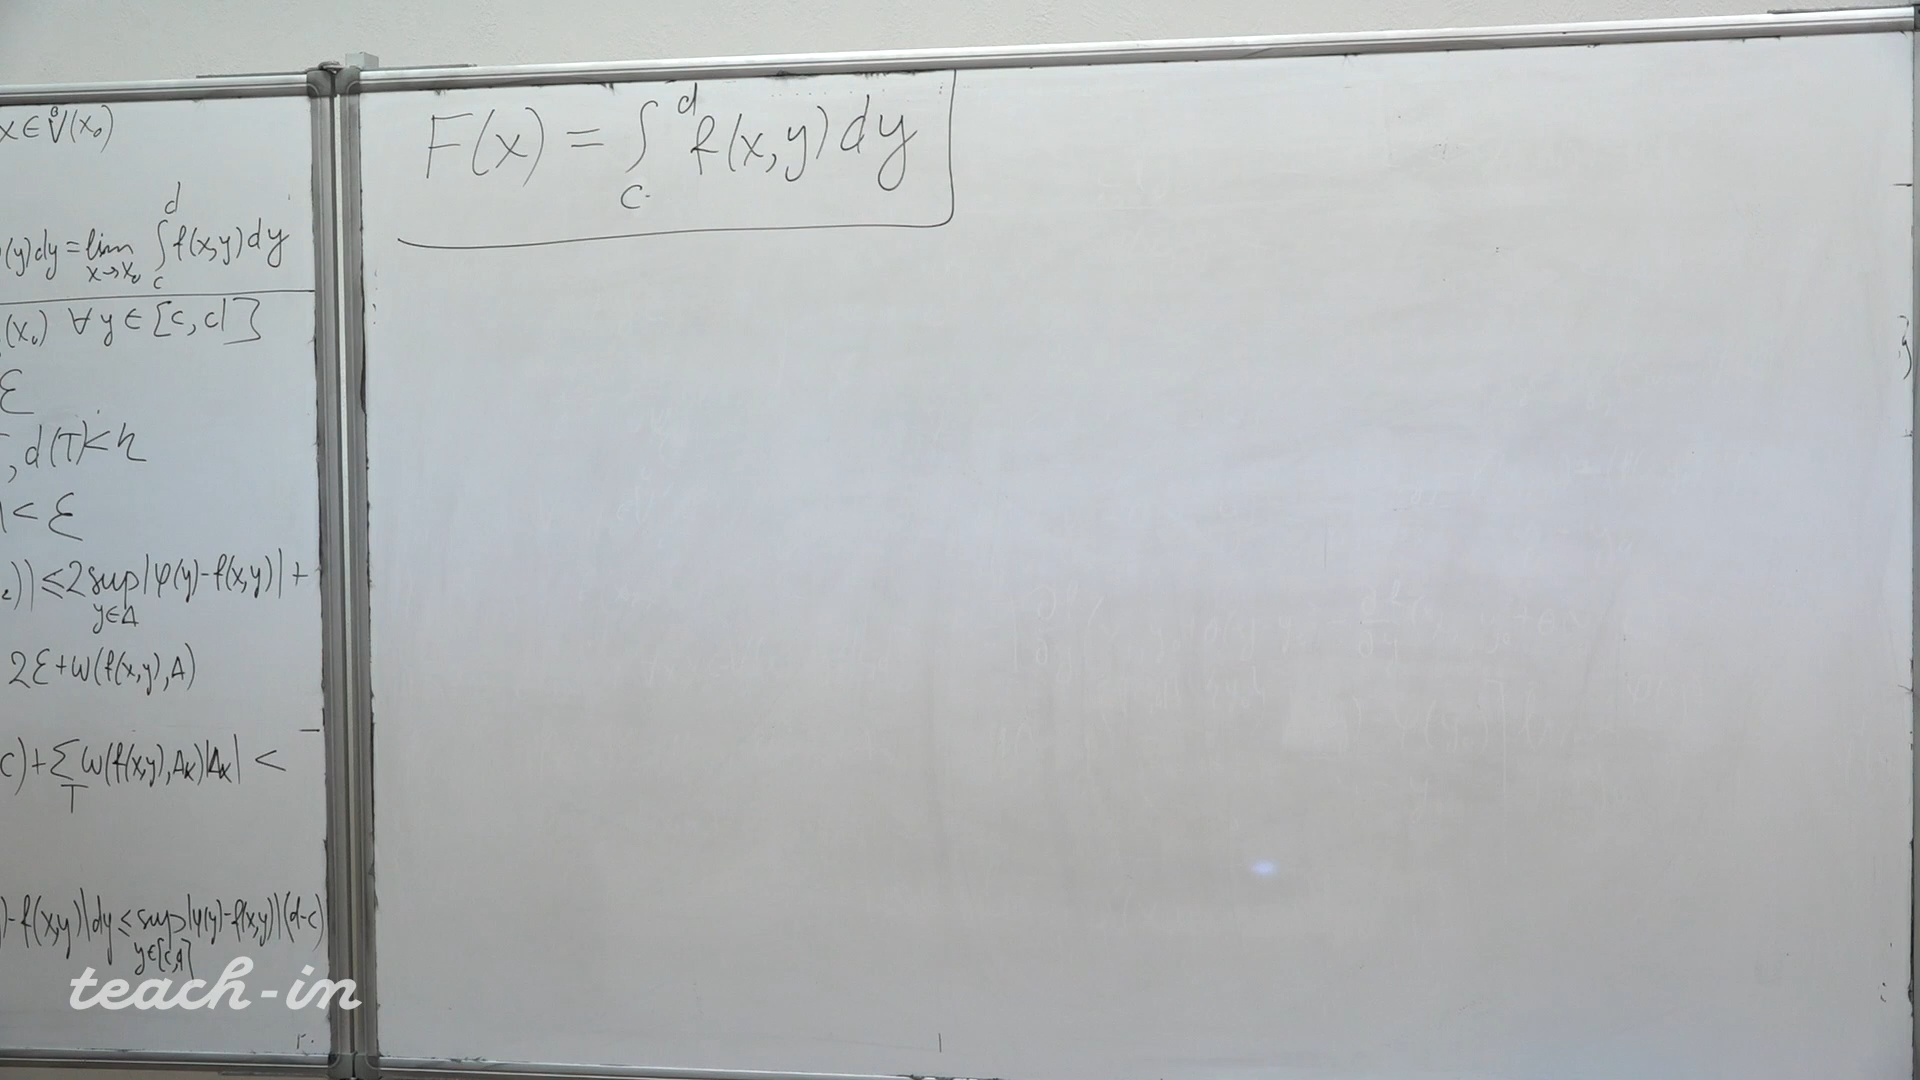 x∈V̊(x₀)
(y)dy = lim_{x→x₀} ∫_c^d f(x,y)dy
(x₀) ∀y∈[c,d]
ε
, d(T)<h
|<ε
)| ≤ 2 sup_{y∈Δ} |φ(y)-f(x,y)| +
2ε+ω(f(x,y),Δ)
c) + Σ_T ω(f(x,y),Δₖ)|Δₖ| <
)-f(x,y)|dy ≤ sup_{y∈[c,d]} |φ(y)-f(x,y)|(d-c)
F(x) = ∫_c^d f(x,y)dy
teach-in